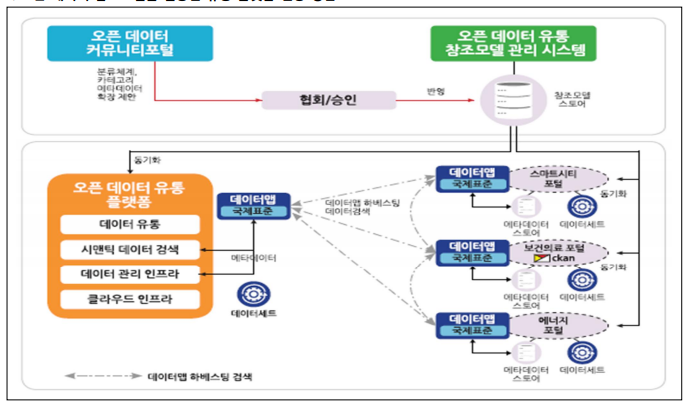 오픈 데이터
커뮤니티포털
오픈 데이터 유통
창조모델 관리 시스템
분류체계,
카테고리
메타데이터
확장 제안
협회/승인
반영
창조모델
스토어
동기화
오픈 데이터 유통
플랫폼
데이터 유통
시맨틱 데이터 검색
데이터 관리 인프라
클라우드 인프라
데이터맵
국제표준
메타데이터
데이터세트
데이터맵 하베스팅
데이터검색
데이터맵
국제표준
스마트시티
포털
동기화
메타데이터
스토어
데이터세트
데이터맵
국제표준
보건의료 포털
ckan
동기화
메타데이터
스토어
데이터세트
데이터맵
국제표준
에너지
포털
메타데이터
스토어
데이터세트
데이터맵 하베스팅 검색